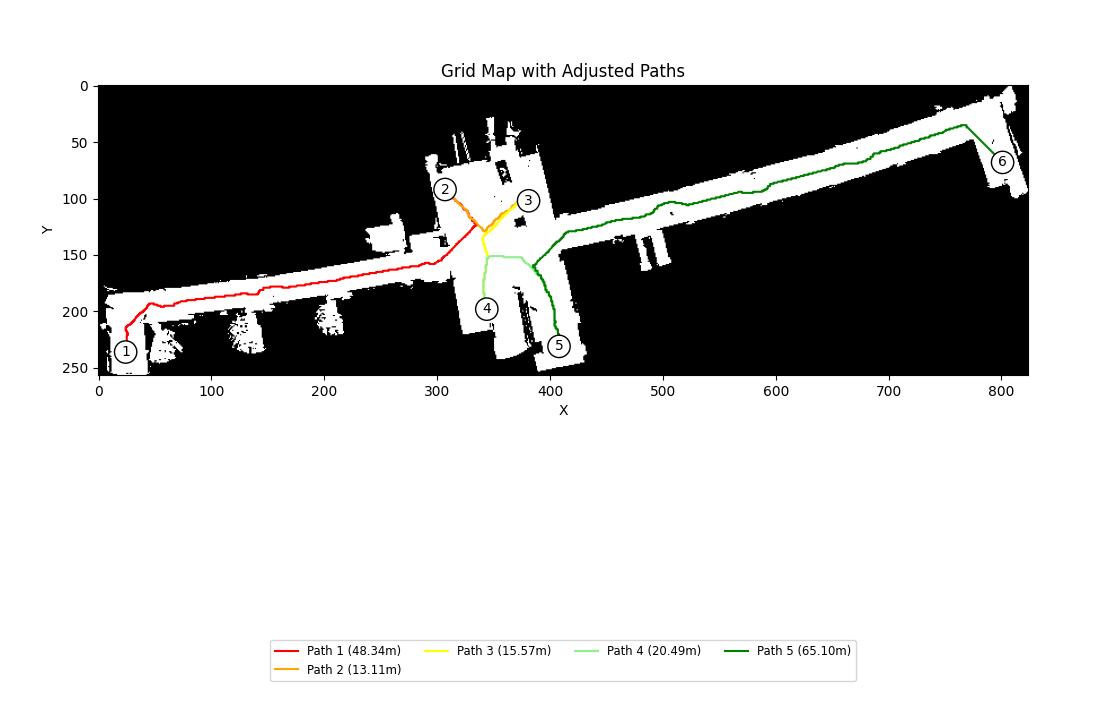 Grid Map with Adjusted Paths
0
50
100
150
200
250
Y
2
3
6
4
5
1
0 100 200 300 400 500 600 700 800
X
Path 1 (48.34m) Path 3 (15.57m) Path 4 (20.49m) Path 5 (65.10m)
Path 2 (13.11m)